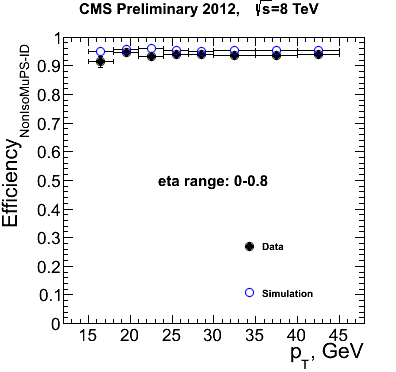 CMS Preliminary 2012, √s=8 TeV
Efficiency NonIsoMuPS-ID
1
0.9
0.8
0.7
0.6
0.5
0.4
0.3
0.2
0.1
0
eta range: 0-0.8
Data
Simulation
15 20 25 30 35 40 45
p_T, GeV